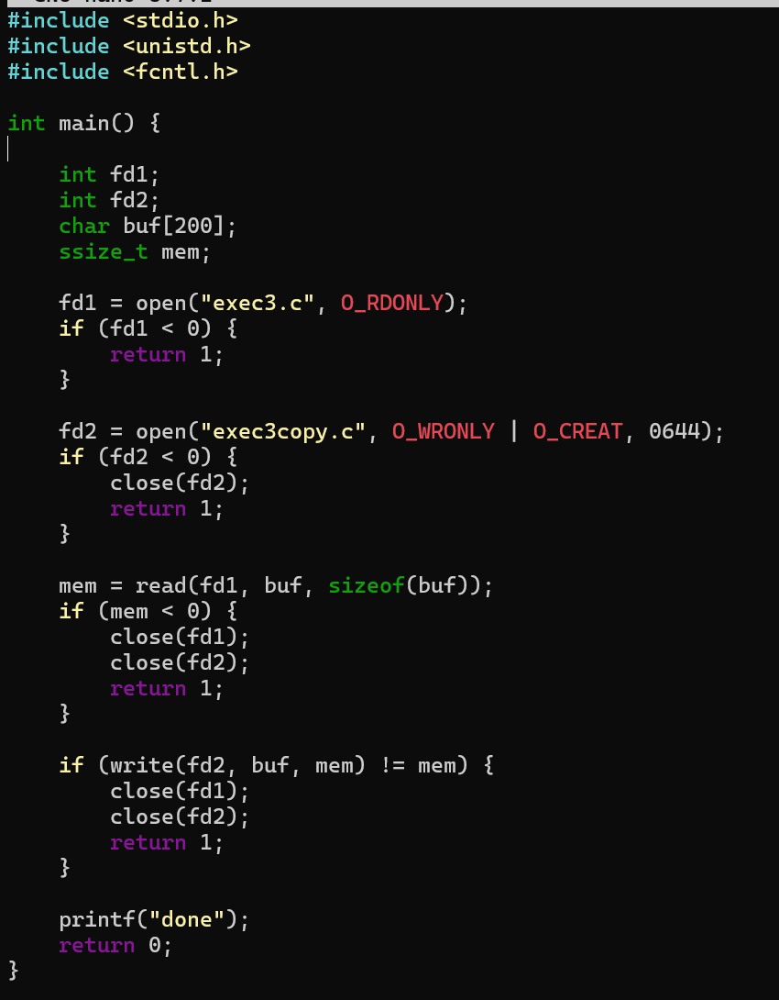 #include <stdio.h>
#include <unistd.h>
#include <fcntl.h>

int main() {

    int fd1;
    int fd2;
    char buf[200];
    ssize_t mem;

    fd1 = open("exec3.c", O_RDONLY);
    if (fd1 < 0) {
        return 1;
    }

    fd2 = open("exec3copy.c", O_WRONLY | O_CREAT, 0644);
    if (fd2 < 0) {
        close(fd2);
        return 1;
    }

    mem = read(fd1, buf, sizeof(buf));
    if (mem < 0) {
        close(fd1);
        close(fd2);
        return 1;
    }

    if (write(fd2, buf, mem) != mem) {
        close(fd1);
        close(fd2);
        return 1;
    }

    printf("done");
    return 0;
}